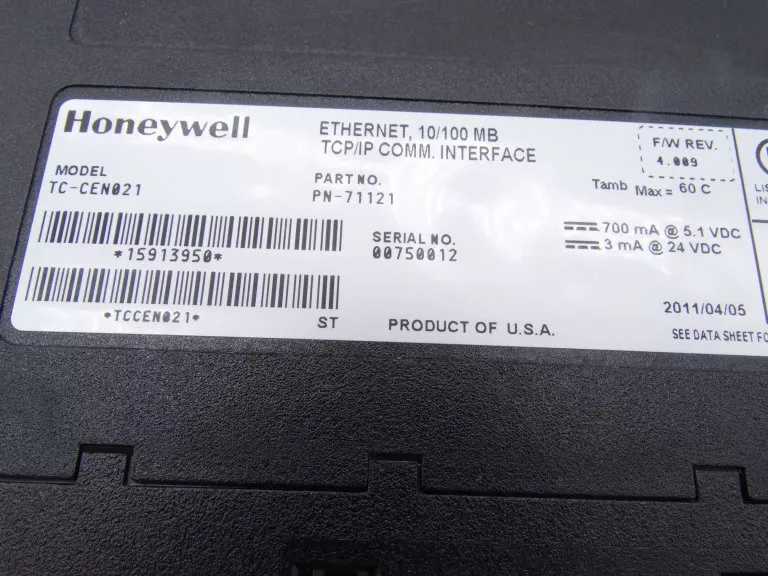 Honeywell
ETHERNET, 10/100 MB
TCP/IP COMM. INTERFACE
F/W REV.
4.009
MODEL
TC-CEN021
PART NO.
PN-71121
Tamb Max = 60 C
*15913950*
SERIAL NO.
00750012
700 mA @ 5.1 VDC
3 mA @ 24 VDC
*TCCEN021*
ST
PRODUCT OF U.S.A.
2011/04/05
SEE DATA SHEET FO
LIS
IN